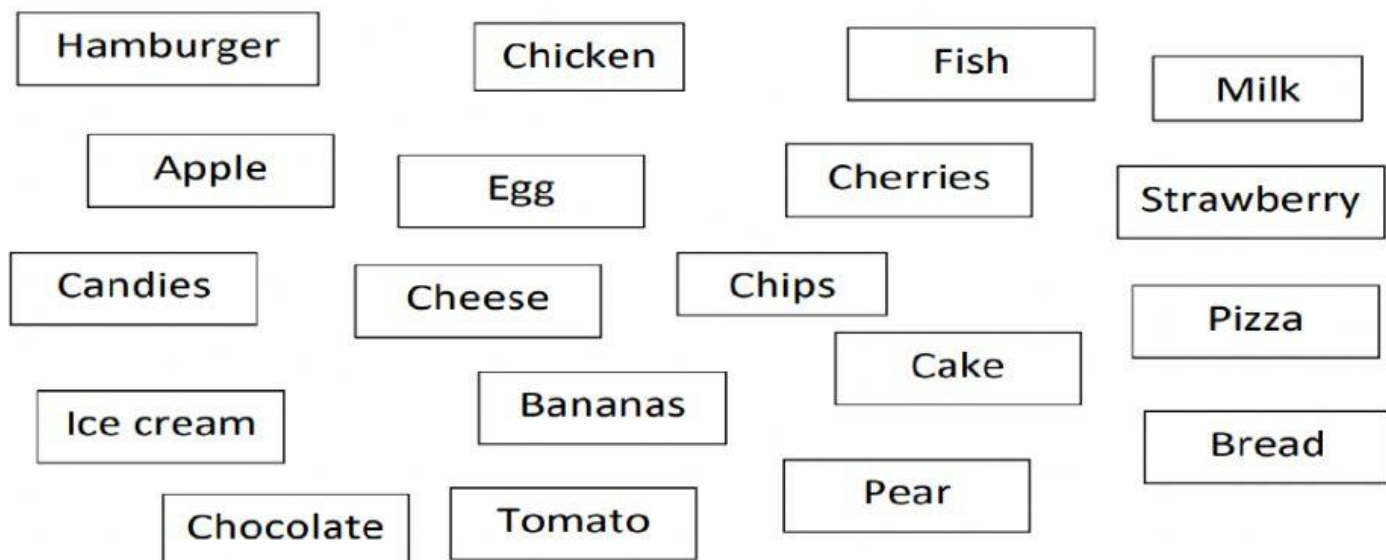 Hamburger
Chicken
Fish
Milk
Apple
Egg
Cherries
Strawberry
Candies
Cheese
Chips
Pizza
Cake
Ice cream
Bananas
Bread
Chocolate
Tomato
Pear